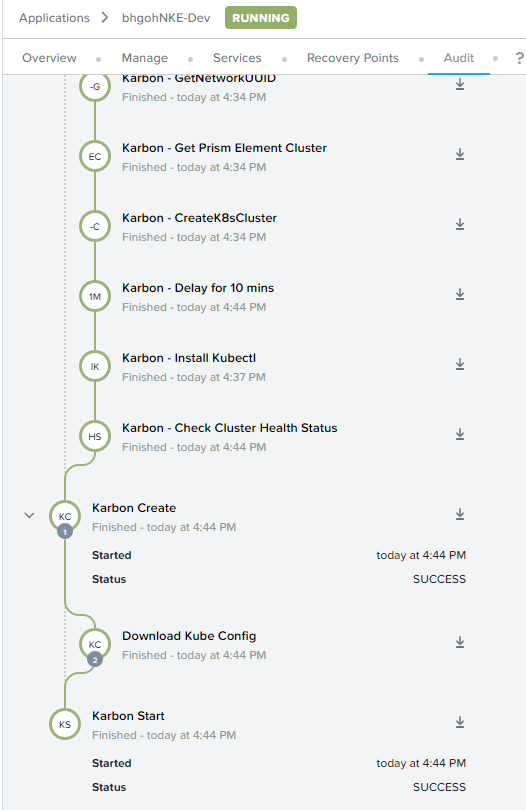 Applications > bhgohNKE-Dev RUNNING
Overview Manage Services Recovery Points Audit ?
-G Karbon - GetNetworkUUID
Finished - today at 4:34 PM
EC Karbon - Get Prism Element Cluster
Finished - today at 4:34 PM
-C Karbon - CreateK8sCluster
Finished - today at 4:34 PM
1M Karbon - Delay for 10 mins
Finished - today at 4:44 PM
IK Karbon - Install Kubectl
Finished - today at 4:37 PM
HS Karbon - Check Cluster Health Status
Finished - today at 4:44 PM
KC Karbon Create
1 Finished - today at 4:44 PM
Started today at 4:44 PM
Status SUCCESS
KC Download Kube Config
2 Finished - today at 4:44 PM
KS Karbon Start
Finished - today at 4:44 PM
Started today at 4:44 PM
Status SUCCESS